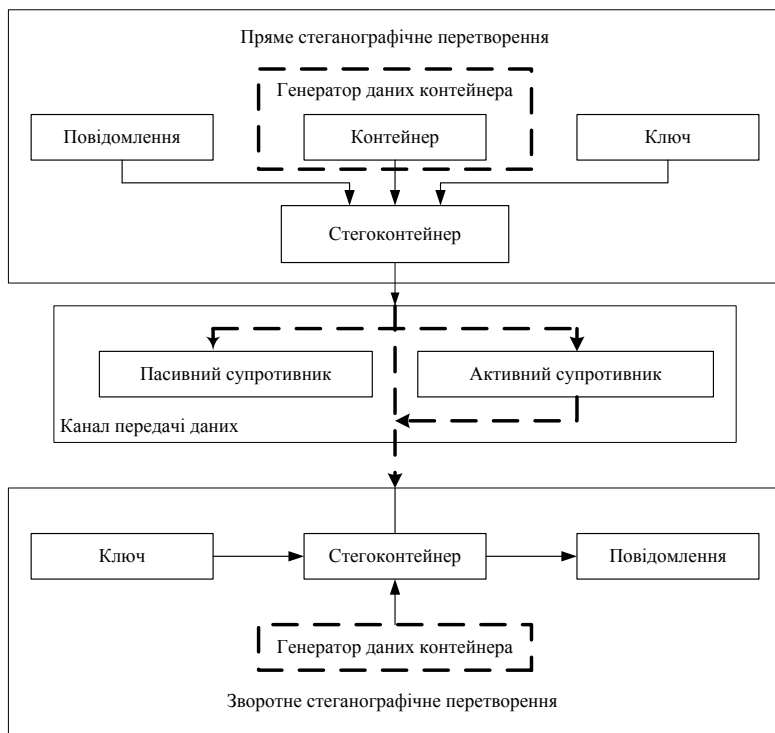 Пряме стеганографічне перетворення
Генератор даних контейнера
Повідомлення
Контейнер
Ключ
Стегоконтейнер
Пасивний супротивник
Активний супротивник
Канал передачі даних
Ключ
Стегоконтейнер
Повідомлення
Генератор даних контейнера
Зворотне стеганографічне перетворення